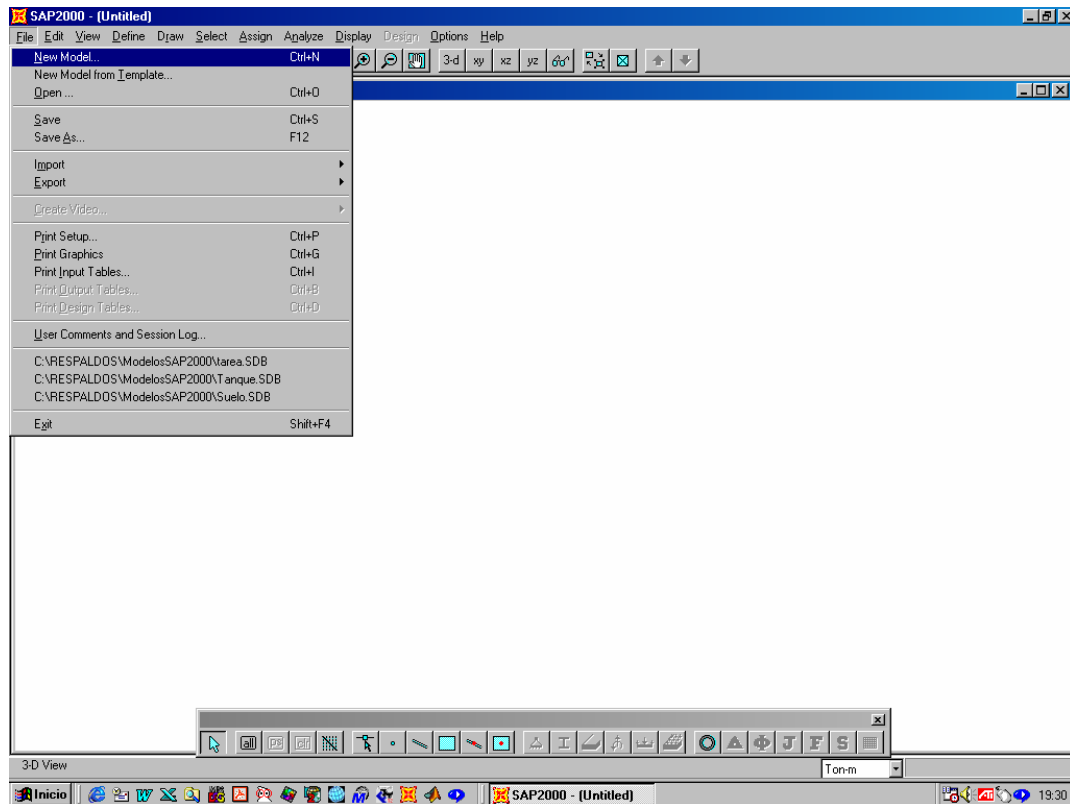 SAP2000 - (Untitled)
File Edit View Define Draw Select Assign Analyze Display Design Options Help
3-d xy xz yz
New Model... Ctrl+N
New Model from Template...
Open ... Ctrl+O
Save Ctrl+S
Save As... F12
Import
Export
Create Video...
Print Setup... Ctrl+P
Print Graphics Ctrl+G
Print Input Tables... Ctrl+I
Print Output Tables... Ctrl+B
Print Design Tables... Ctrl+D
User Comments and Session Log...
C:\RESPALDOS\ModelosSAP2000\tarea.SDB
C:\RESPALDOS\ModelosSAP2000\Tanque.SDB
C:\RESPALDOS\ModelosSAP2000\Suelo.SDB
Exit Shift+F4
all ps clr J F S
3-D View Ton-m
Inicio SAP2000 - (Untitled) 19:30